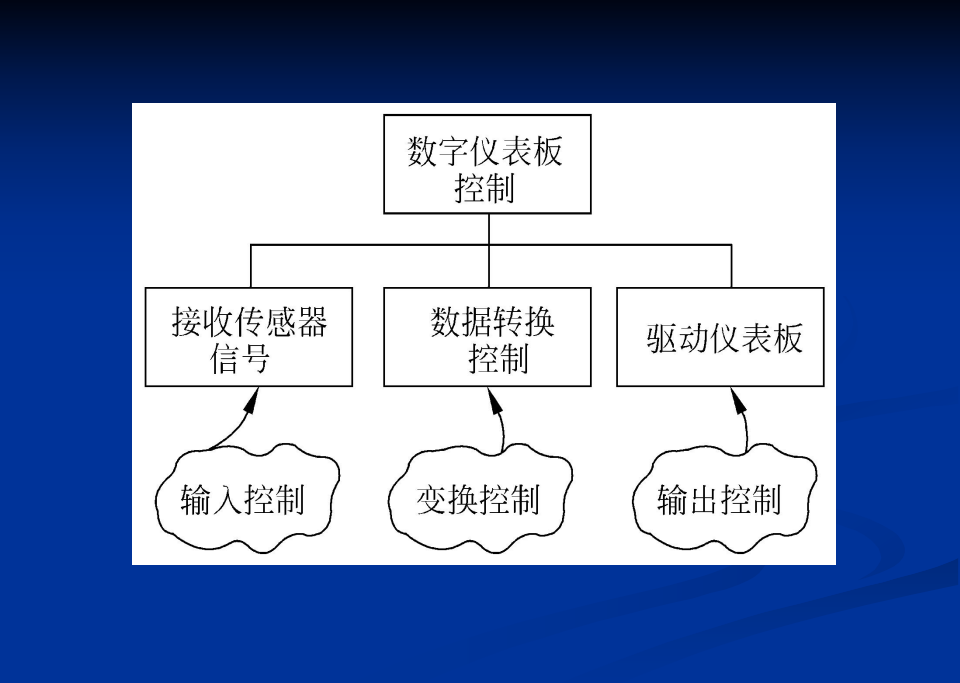 数字仪表板
控制
接收传感器
信号
数据转换
控制
驱动仪表板
输入控制
变换控制
输出控制